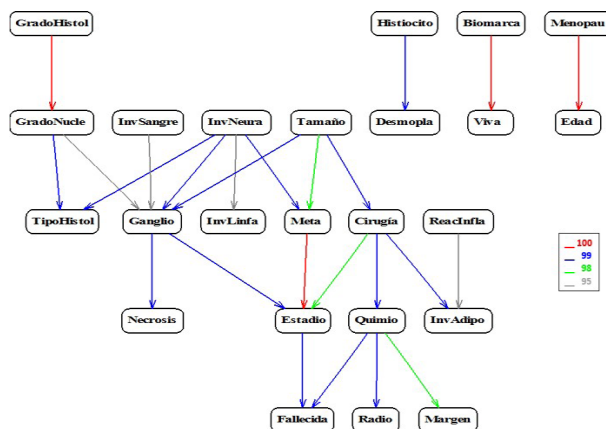 GradoHistol Histiocito Biomarca Menopau
GradoNucle InvSangre InvNeura Tamaño Desmopla Viva Edad
TipoHistol Ganglio InvLinfa Meta Cirugía ReacInfla
100
99
98
95
Necrosis Estadio Quimio InvAdipo
Fallecida Radio Margen